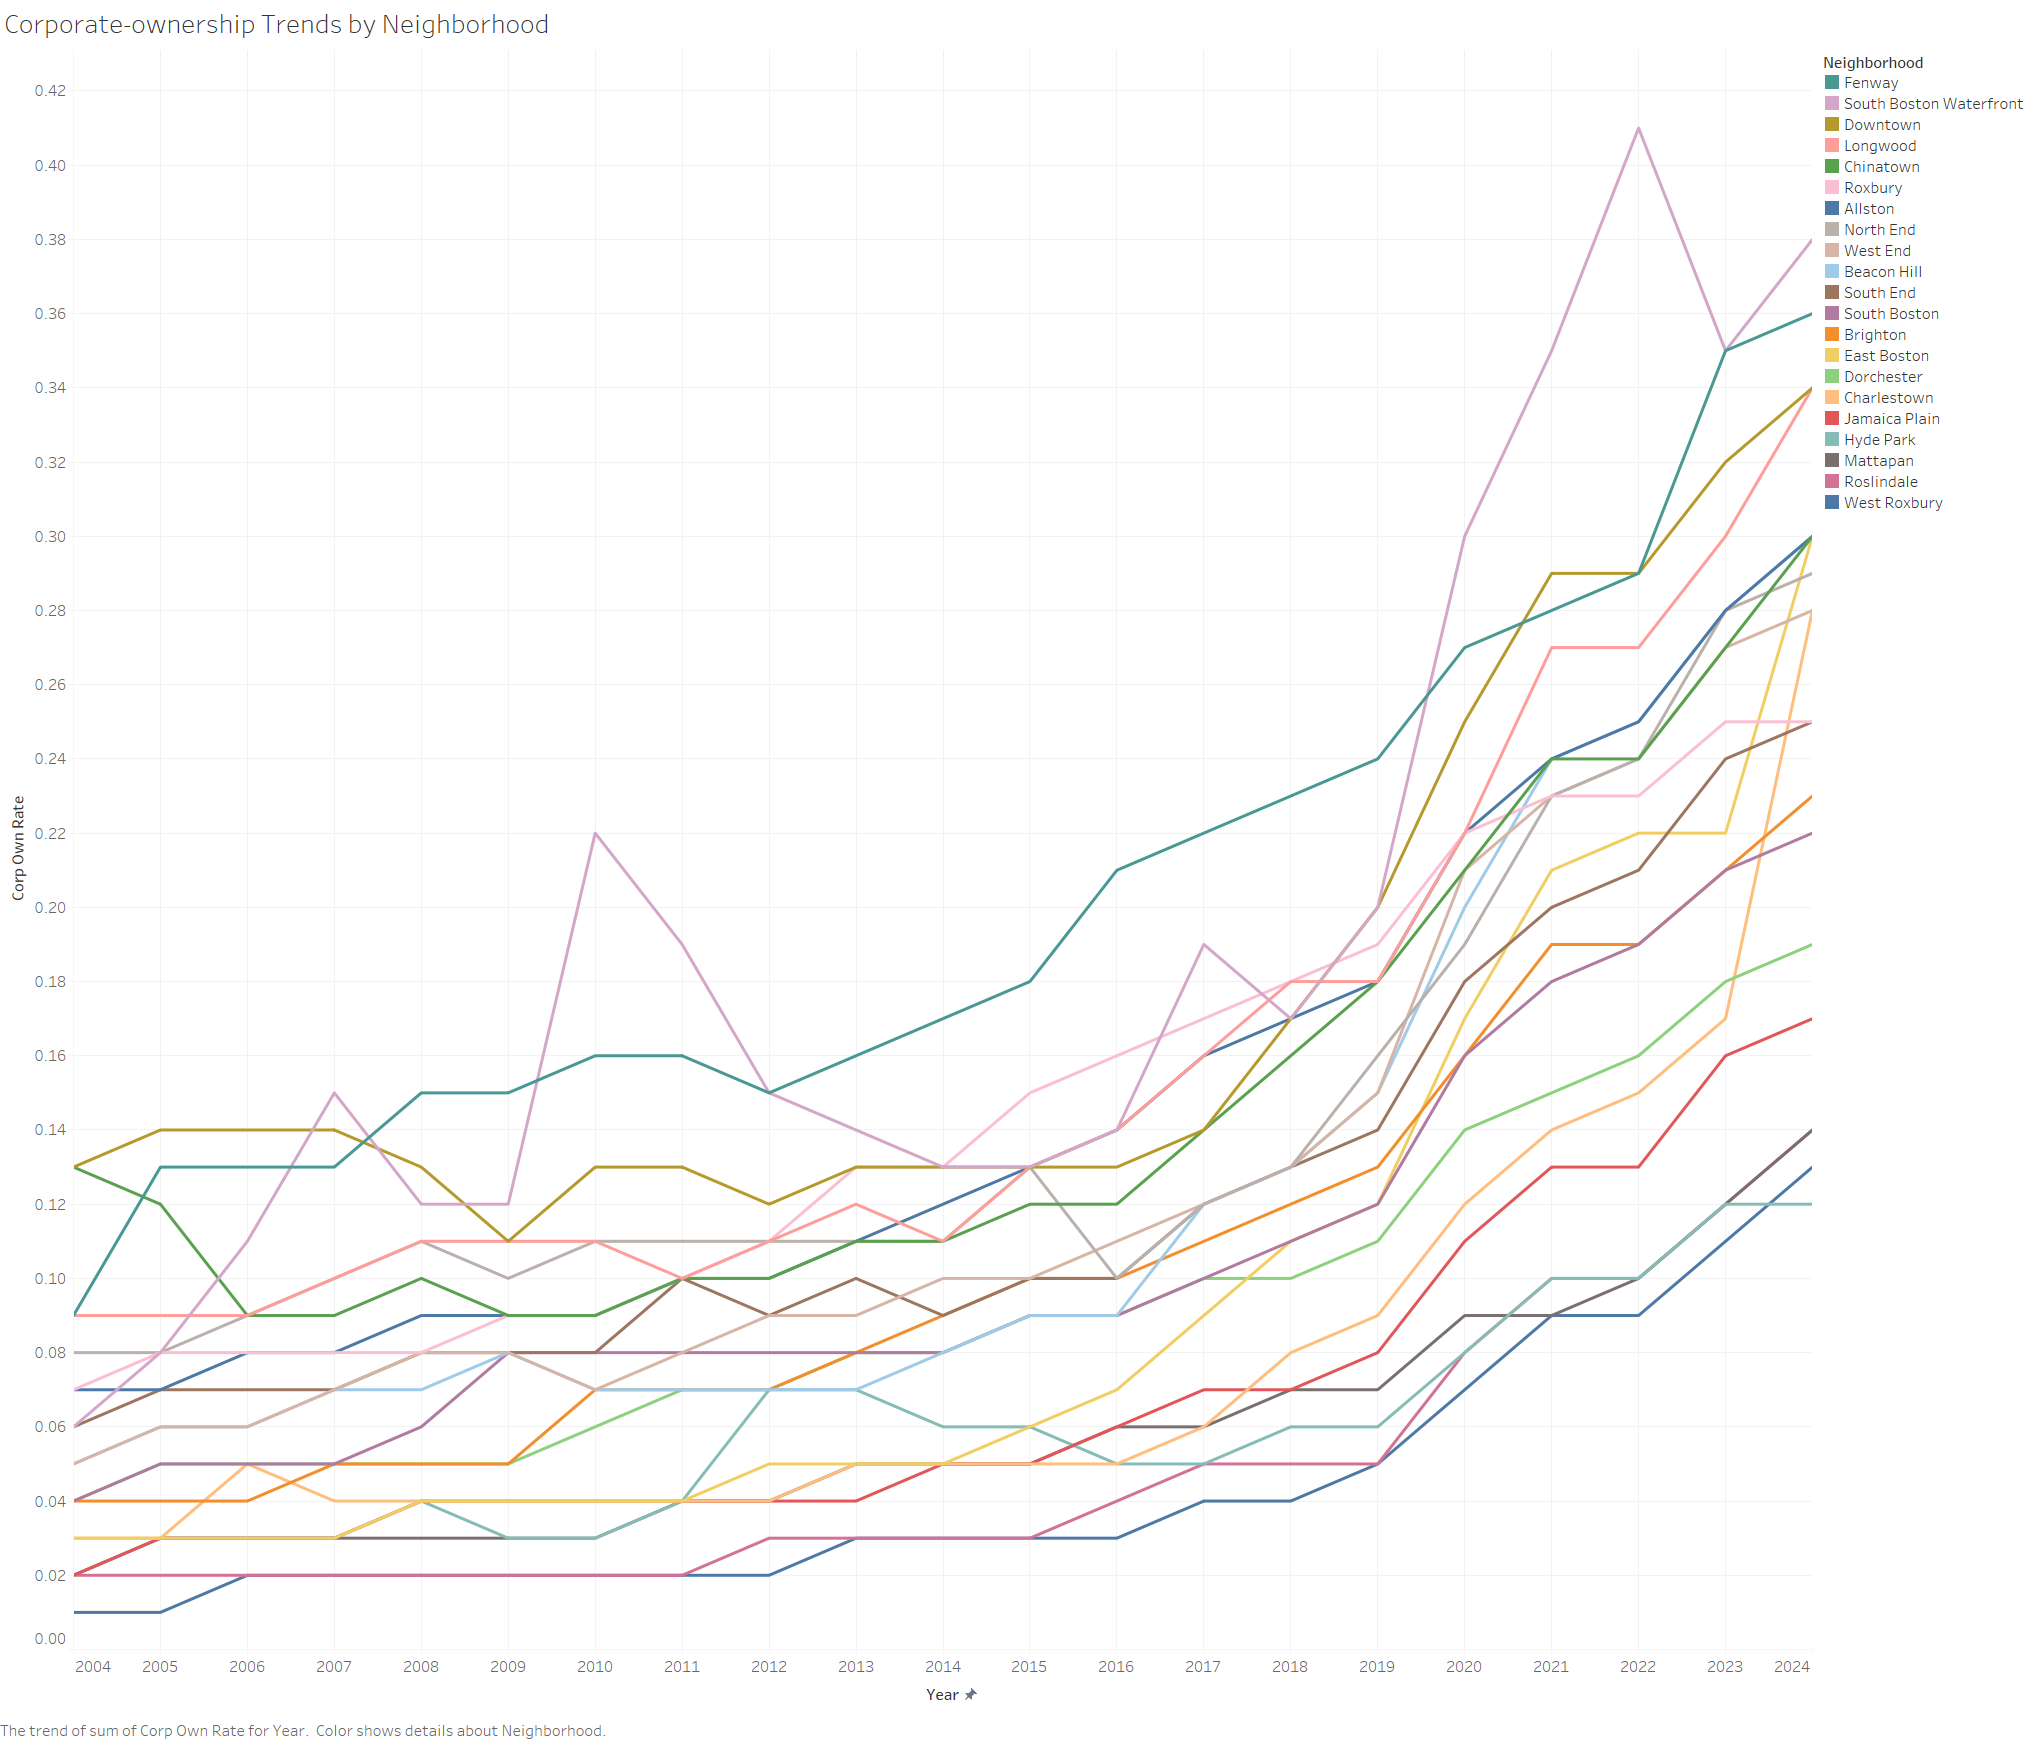 Corporate-ownership Trends by Neighborhood
Neighborhood
Fenway
South Boston Waterfront
Downtown
Longwood
Chinatown
Roxbury
Allston
North End
West End
Beacon Hill
South End
South Boston
Brighton
East Boston
Dorchester
Charlestown
Jamaica Plain
Hyde Park
Mattapan
Roslindale
West Roxbury
0.42
0.40
0.38
0.36
0.34
0.32
0.30
0.28
0.26
0.24
0.22
0.20
0.18
0.16
0.14
0.12
0.10
0.08
0.06
0.04
0.02
0.00
Corp Own Rate
2004 2005 2006 2007 2008 2009 2010 2011 2012 2013 2014 2015 2016 2017 2018 2019 2020 2021 2022 2023 2024
Year
The trend of sum of Corp Own Rate for Year. Color shows details about Neighborhood.